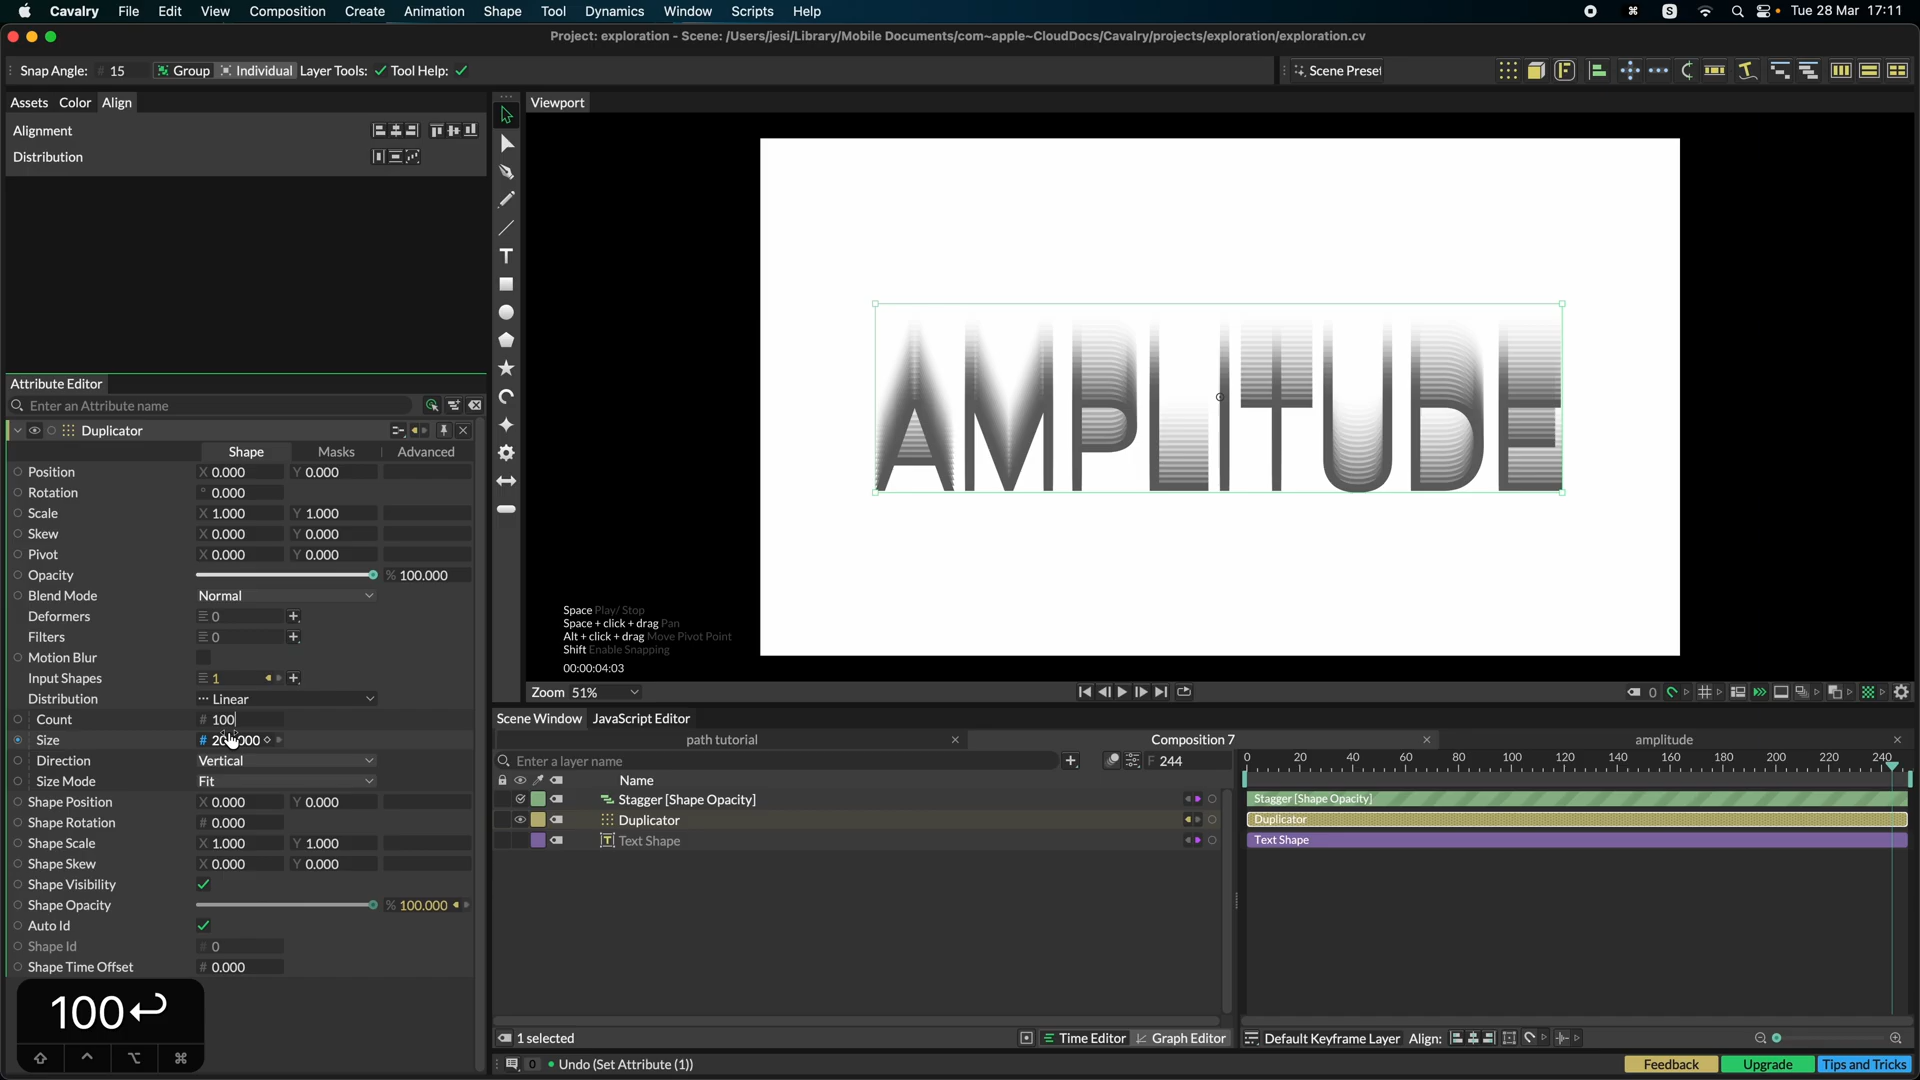 Cavalry File Edit View Composition Create Animation Shape Tool Dynamics Window Scripts Help Tue 28 Mar 17:11
Project: exploration - Scene: /Users/jesi/Library/Mobile Documents/com~apple~CloudDocs/Cavalry/projects/exploration/exploration.cv
Snap Angle: # 15 Group Individual Layer Tools: Tool Help: Scene Preset
Assets Color Align
Viewport
Alignment
Distribution
AMPLITUDE
Attribute Editor
Enter an Attribute name
Duplicator
Shape Masks Advanced
Position X 0.000 Y 0.000
Rotation ° 0.000
Scale X 1.000 Y 1.000
Skew X 0.000 Y 0.000
Pivot X 0.000 Y 0.000
Opacity % 100.000
Blend Mode Normal
Deformers 0 +
Filters 0 +
Motion Blur
Input Shapes 1 +
Distribution Linear
Count # 100
Size #
Direction Vertical
Size Mode Fit
Shape Position X 0.000 Y 0.000
Shape Rotation # 0.000
Shape Scale X 1.000 Y 1.000
Shape Skew X 0.000 Y 0.000
Shape Visibility
Shape Opacity % 100.000
Auto Id
Shape Id # 0
Shape Time Offset # 0.000
100
Space Play/ Stop
Space + click + drag Pan
Alt + click + drag Move Pivot Point
Shift Enable Snapping
00:00:04:03
Zoom 51% 0
Scene Window JavaScript Editor
path tutorial Composition 7 amplitude
Enter a layer name F 244
0 20 40 60 80 100 120 140 160 180 200 220 240
Name
Stagger [Shape Opacity] Stagger [Shape Opacity]
Duplicator Duplicator
Text Shape Text Shape
1 selected Time Editor Graph Editor Default Keyframe Layer Align:
0 Undo (Set Attribute (1)) Feedback Upgrade Tips and Tricks